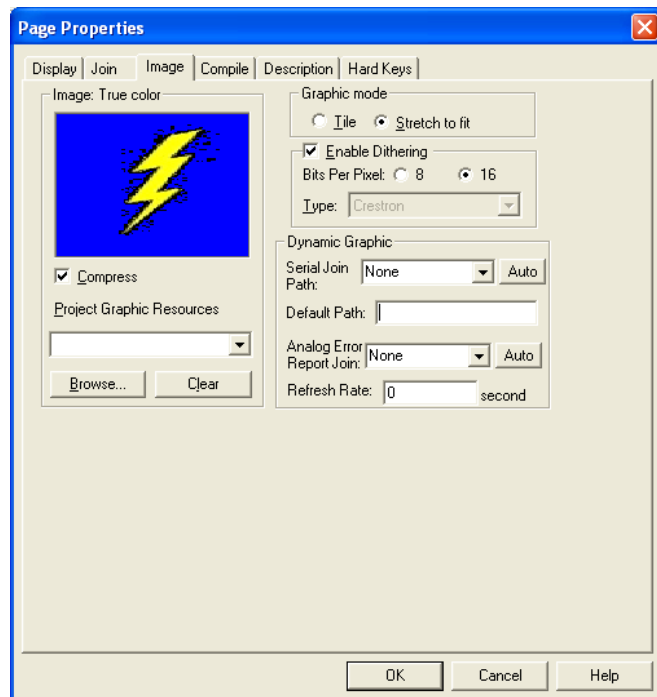 Page Properties
Display Join Image Compile Description Hard Keys
Image: True color
Compress
Project Graphic Resources
Browse... Clear
Graphic mode
Tile Stretch to fit
Enable Dithering
Bits Per Pixel: 8 16
Type: Crestron
Dynamic Graphic
Serial Join Path: None Auto
Default Path:
Analog Error Report Join: None Auto
Refresh Rate: 0 second
OK Cancel Help